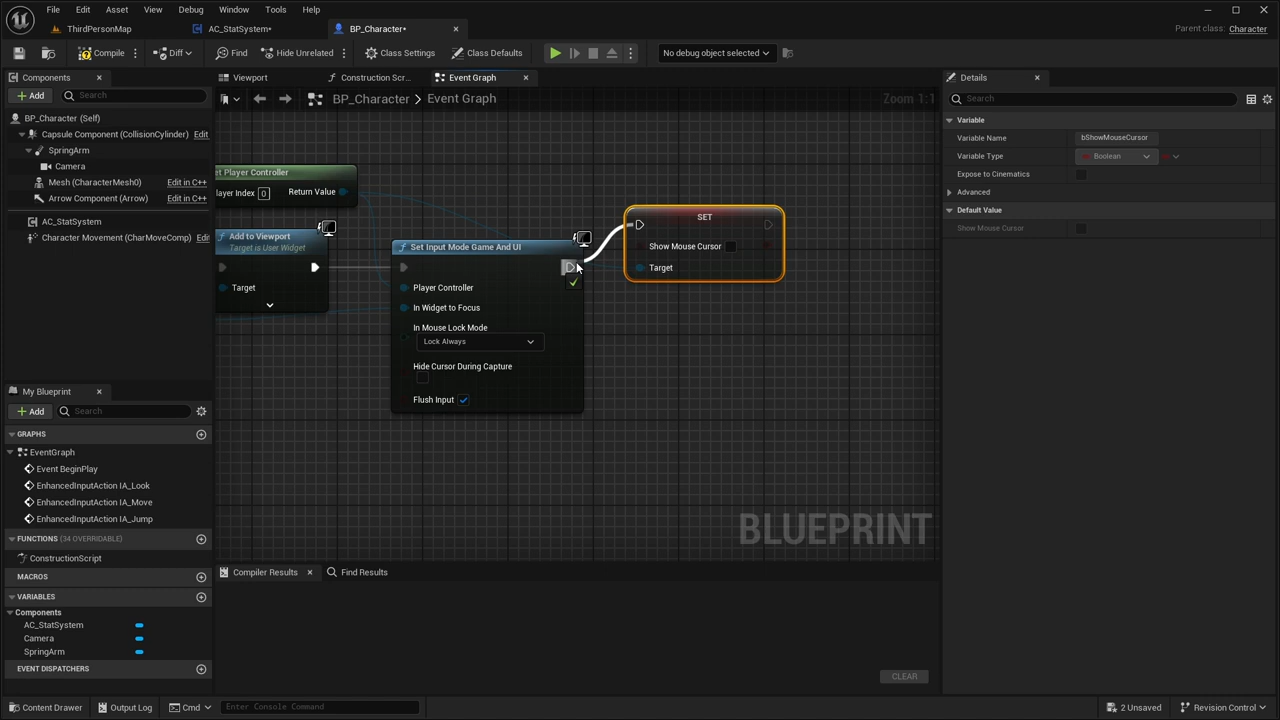 File Edit Asset View Debug Window Tools Help
ThirdPersonMap AC_StatSystem* BP_Character* Parent class: Character
Compile Diff Find Hide Unrelated Class Settings Class Defaults No debug object selected
Components Viewport Construction Scr... Event Graph Details
Add Search BP_Character > Event Graph Zoom 1:1 Search
BP_Character (Self)
Capsule Component (CollisionCylinder) Edit
SpringArm
Camera
Mesh (CharacterMesh0) Edit in C++
Arrow Component (Arrow) Edit in C++
AC_StatSystem
Character Movement (CharMoveComp) Edit
et Player Controller
layer Index 0 Return Value
Add to Viewport
Target is User Widget
Target
Set Input Mode Game And UI
Player Controller
In Widget to Focus
In Mouse Lock Mode
Lock Always
Hide Cursor During Capture
Flush Input
SET
Show Mouse Cursor
Target
BLUEPRINT
Variable
Variable Name bShowMouseCursor
Variable Type Boolean
Expose to Cinematics
Advanced
Default Value
Show Mouse Cursor
My Blueprint
Add Search
GRAPHS
EventGraph
Event BeginPlay
EnhancedInputAction IA_Look
EnhancedInputAction IA_Move
EnhancedInputAction IA_Jump
FUNCTIONS (34 OVERRIDABLE)
ConstructionScript
MACROS
VARIABLES
Components
AC_StatSystem
Camera
SpringArm
EVENT DISPATCHERS
Compiler Results Find Results
CLEAR
Content Drawer Output Log Cmd Enter Console Command 2 Unsaved Revision Control